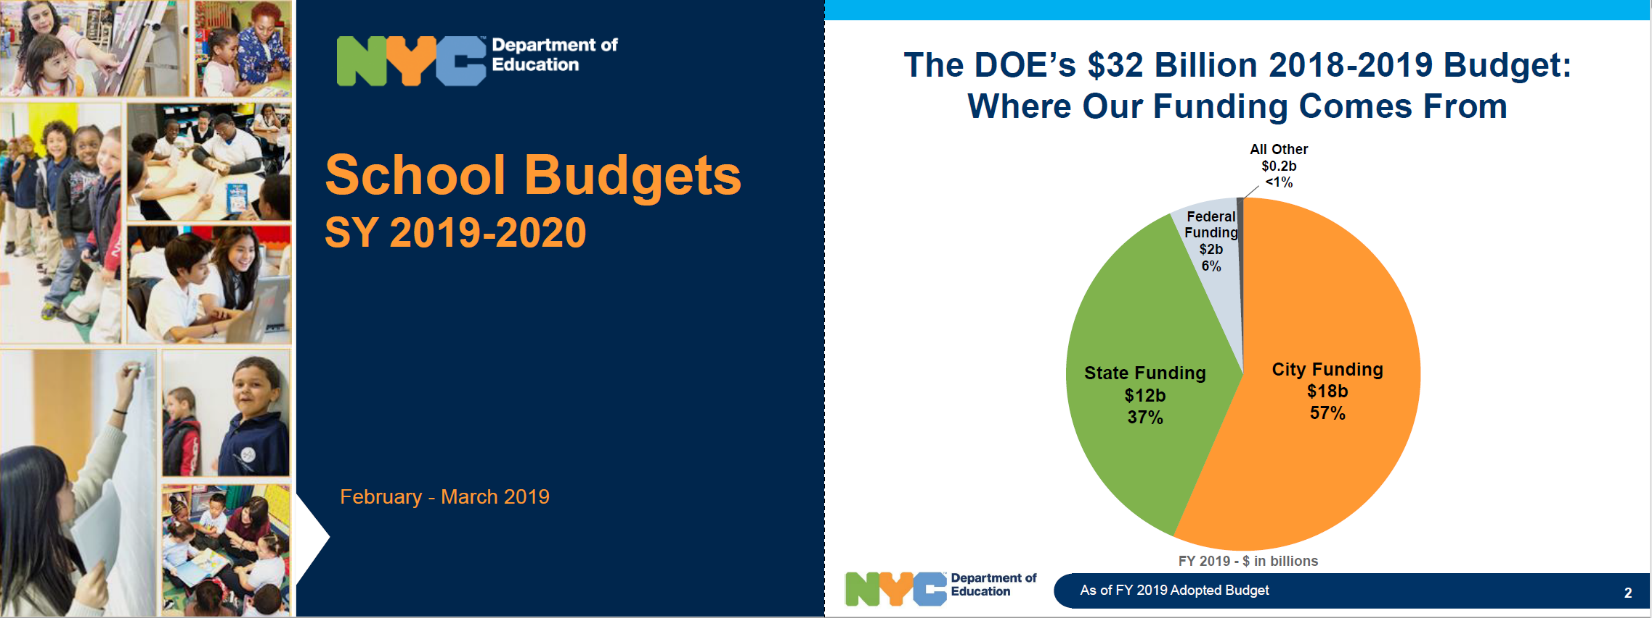 NYC Department of
Education
School Budgets
SY 2019-2020
February - March 2019
The DOE’s $32 Billion 2018-2019 Budget:
Where Our Funding Comes From
All Other
$0.2b
<1%
Federal
Funding
$2b
6%
State Funding
$12b
37%
City Funding
$18b
57%
FY 2019 - $ in billions
NYC Department of
Education
As of FY 2019 Adopted Budget
2